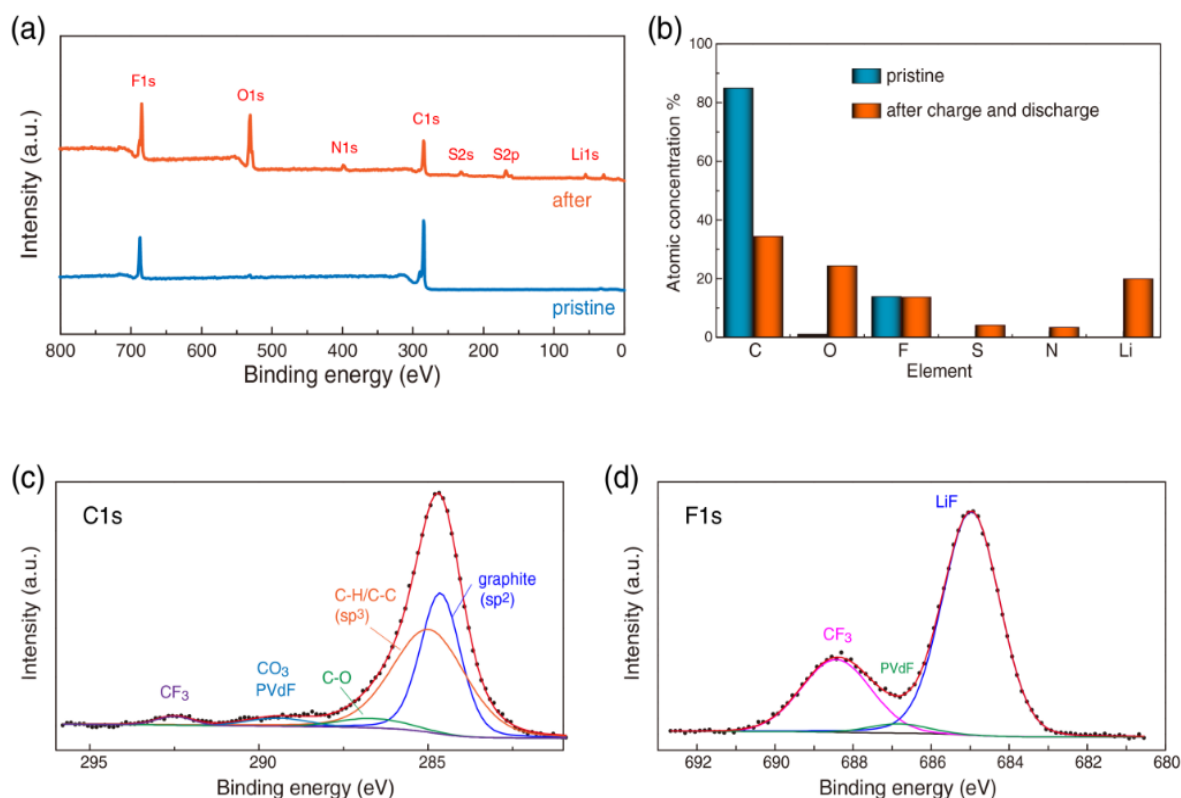 (a)
F1s
O1s
N1s
C1s
S2s
S2p
Li1s
after
pristine
Intensity (a.u.)
800 700 600 500 400 300 200 100 0
Binding energy (eV)
(b)
pristine
after charge and discharge
Atomic concentration %
100
80
60
40
20
0
C O F S N Li
Element
(c)
C1s
C-H/C-C
(sp3)
graphite
(sp2)
CO3
PVdF
C-O
CF3
Intensity (a.u.)
295 290 285
Binding energy (eV)
(d)
F1s
LiF
CF3
PVdF
Intensity (a.u.)
692 690 688 686 684 682 680
Binding energy (eV)